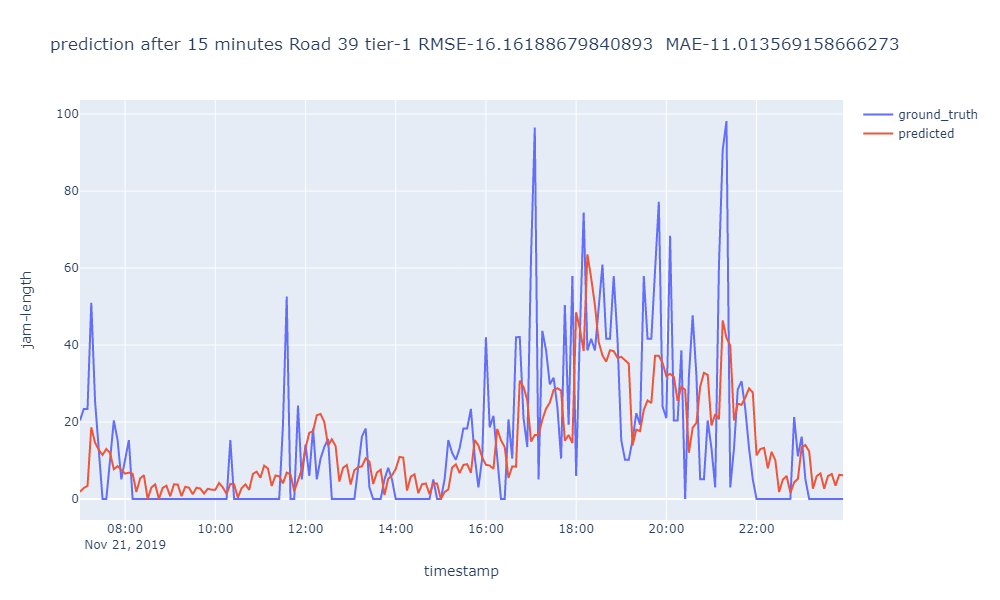 prediction after 15 minutes Road 39 tier-1 RMSE-16.16188679840893  MAE-11.013569158666273
ground_truth
predicted
100
80
60
40
20
0
jam-length
08:00
10:00
12:00
14:00
16:00
18:00
20:00
22:00
Nov 21, 2019
timestamp